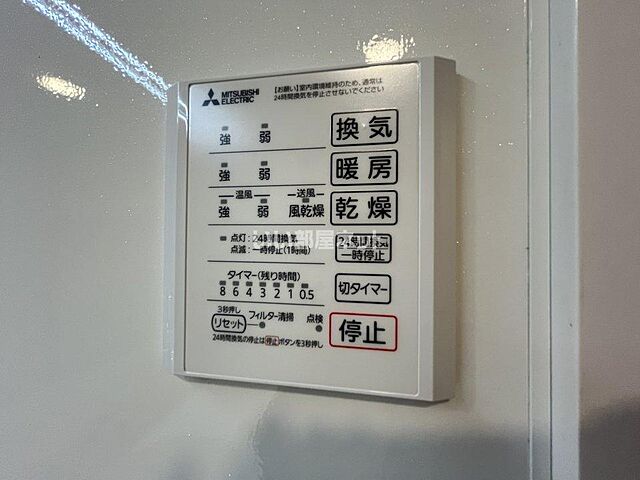 MITSUBISHI
ELECTRIC
【お願い】室内環境維持のため、通常は
24時間換気を停止させないでください
強 弱 換気
強 弱 暖房
温風 送風
強 弱 風乾燥 乾燥
点灯:24時間換気
点滅:一時停止(1時間)
24時間換気
一時停止
タイマー(残り時間)
8 6 4 3 2 1 0.5
切タイマー
3秒押し
リセット フィルター清掃 点検
停止
24時間換気の停止は停止ボタンを3秒押し